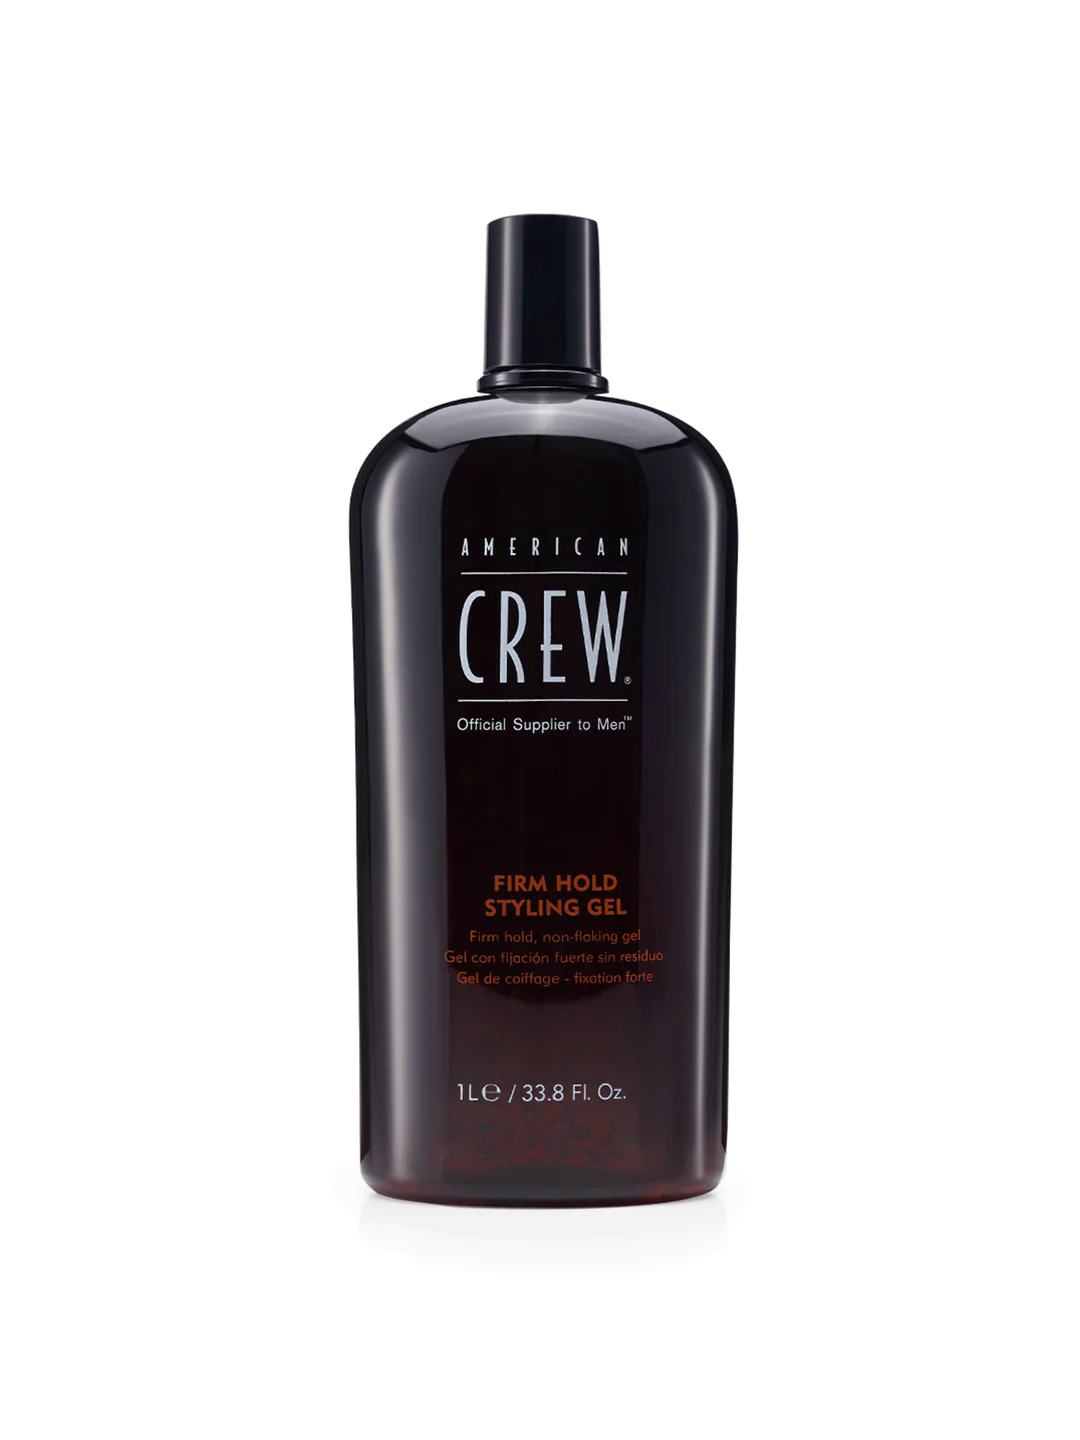 AMERICAN
CREW®
Official Supplier to Men™
FIRM HOLD
STYLING GEL
Firm hold, non-flaking gel
Gel con fijación fuerte sin residuo
Gel de coiffage - fixation forte
1L℮ / 33.8 Fl. Oz.